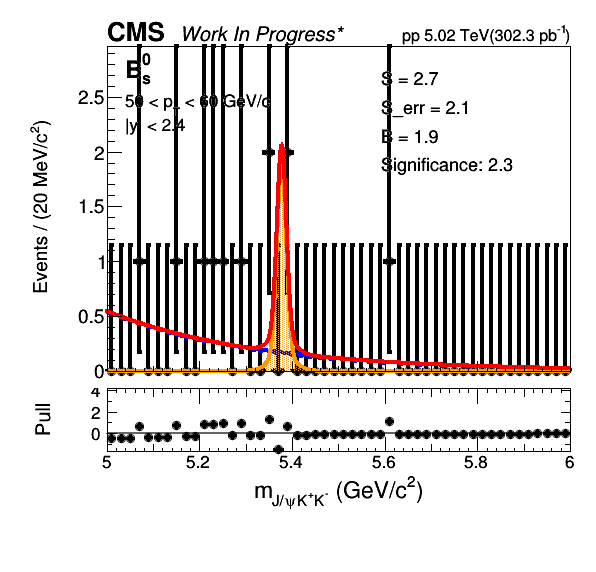 CMS Work In Progress* pp 5.02 TeV(302.3 pb⁻¹)
B⁰ₛ
50 < p_T < 60 GeV/c
|y| < 2.4
S = 2.7
S_err = 2.1
B = 1.9
Significance: 2.3
Events / (20 MeV/c²)
2.5
2
1.5
1
0.5
0
Pull
4
2
0
5 5.2 5.4 5.6 5.8 6
m_J/ψK⁺K⁻ (GeV/c²)